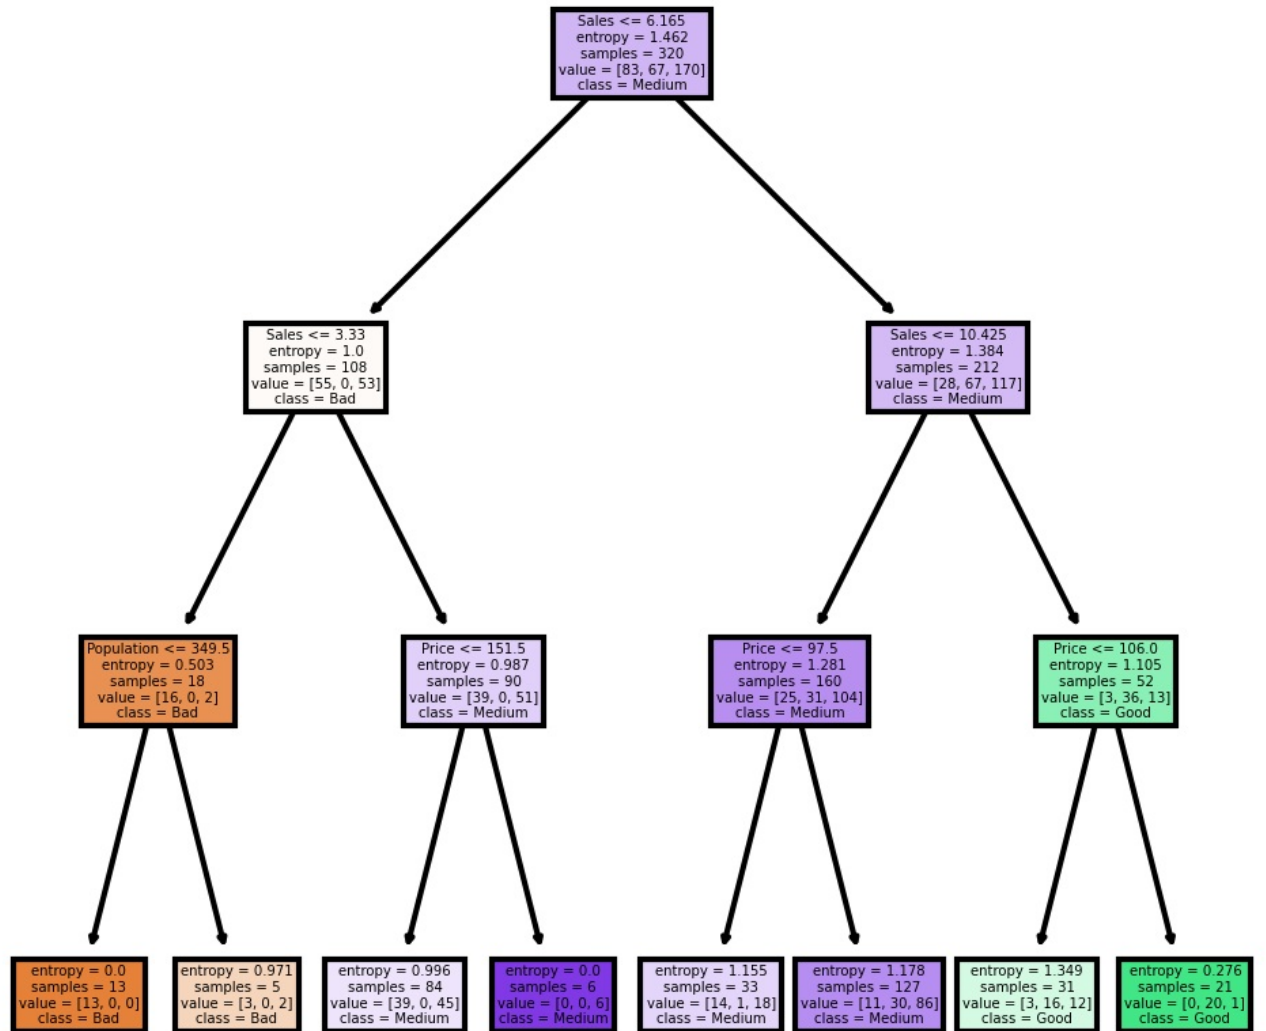 Sales <= 6.165
entropy = 1.462
samples = 320
value = [83, 67, 170]
class = Medium
Sales <= 3.33
entropy = 1.0
samples = 108
value = [55, 0, 53]
class = Bad
Sales <= 10.425
entropy = 1.384
samples = 212
value = [28, 67, 117]
class = Medium
Population <= 349.5
entropy = 0.503
samples = 18
value = [16, 0, 2]
class = Bad
Price <= 151.5
entropy = 0.987
samples = 90
value = [39, 0, 51]
class = Medium
Price <= 97.5
entropy = 1.281
samples = 160
value = [25, 31, 104]
class = Medium
Price <= 106.0
entropy = 1.105
samples = 52
value = [3, 36, 13]
class = Good
entropy = 0.0
samples = 13
value = [13, 0, 0]
class = Bad
entropy = 0.971
samples = 5
value = [3, 0, 2]
class = Bad
entropy = 0.996
samples = 84
value = [39, 0, 45]
class = Medium
entropy = 0.0
samples = 6
value = [0, 0, 6]
class = Medium
entropy = 1.155
samples = 33
value = [14, 1, 18]
class = Medium
entropy = 1.178
samples = 127
value = [11, 30, 86]
class = Medium
entropy = 1.349
samples = 31
value = [3, 16, 12]
class = Good
entropy = 0.276
samples = 21
value = [0, 20, 1]
class = Good